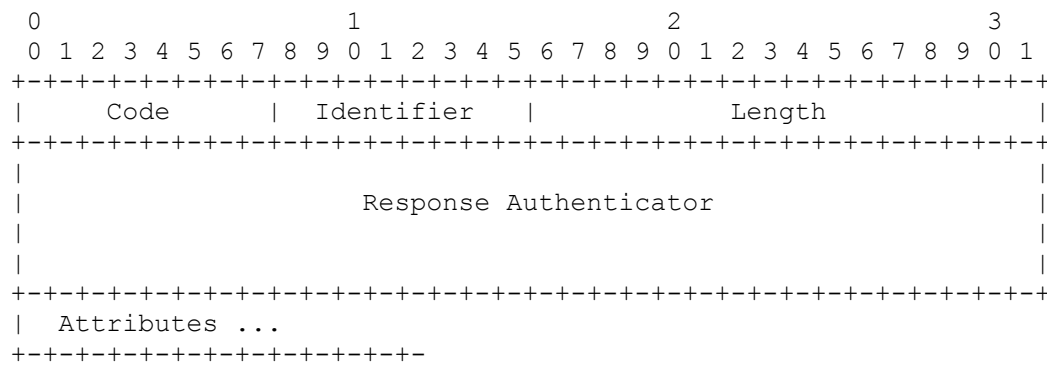 0                   1                   2                   3
 0 1 2 3 4 5 6 7 8 9 0 1 2 3 4 5 6 7 8 9 0 1 2 3 4 5 6 7 8 9 0 1
+-+-+-+-+-+-+-+-+-+-+-+-+-+-+-+-+-+-+-+-+-+-+-+-+-+-+-+-+-+-+-+-+
|     Code      |  Identifier   |            Length             |
+-+-+-+-+-+-+-+-+-+-+-+-+-+-+-+-+-+-+-+-+-+-+-+-+-+-+-+-+-+-+-+-+
|                                                               |
|                     Response Authenticator                    |
|                                                               |
|                                                               |
+-+-+-+-+-+-+-+-+-+-+-+-+-+-+-+-+-+-+-+-+-+-+-+-+-+-+-+-+-+-+-+-+
|  Attributes ...
+-+-+-+-+-+-+-+-+-+-+-+-+-